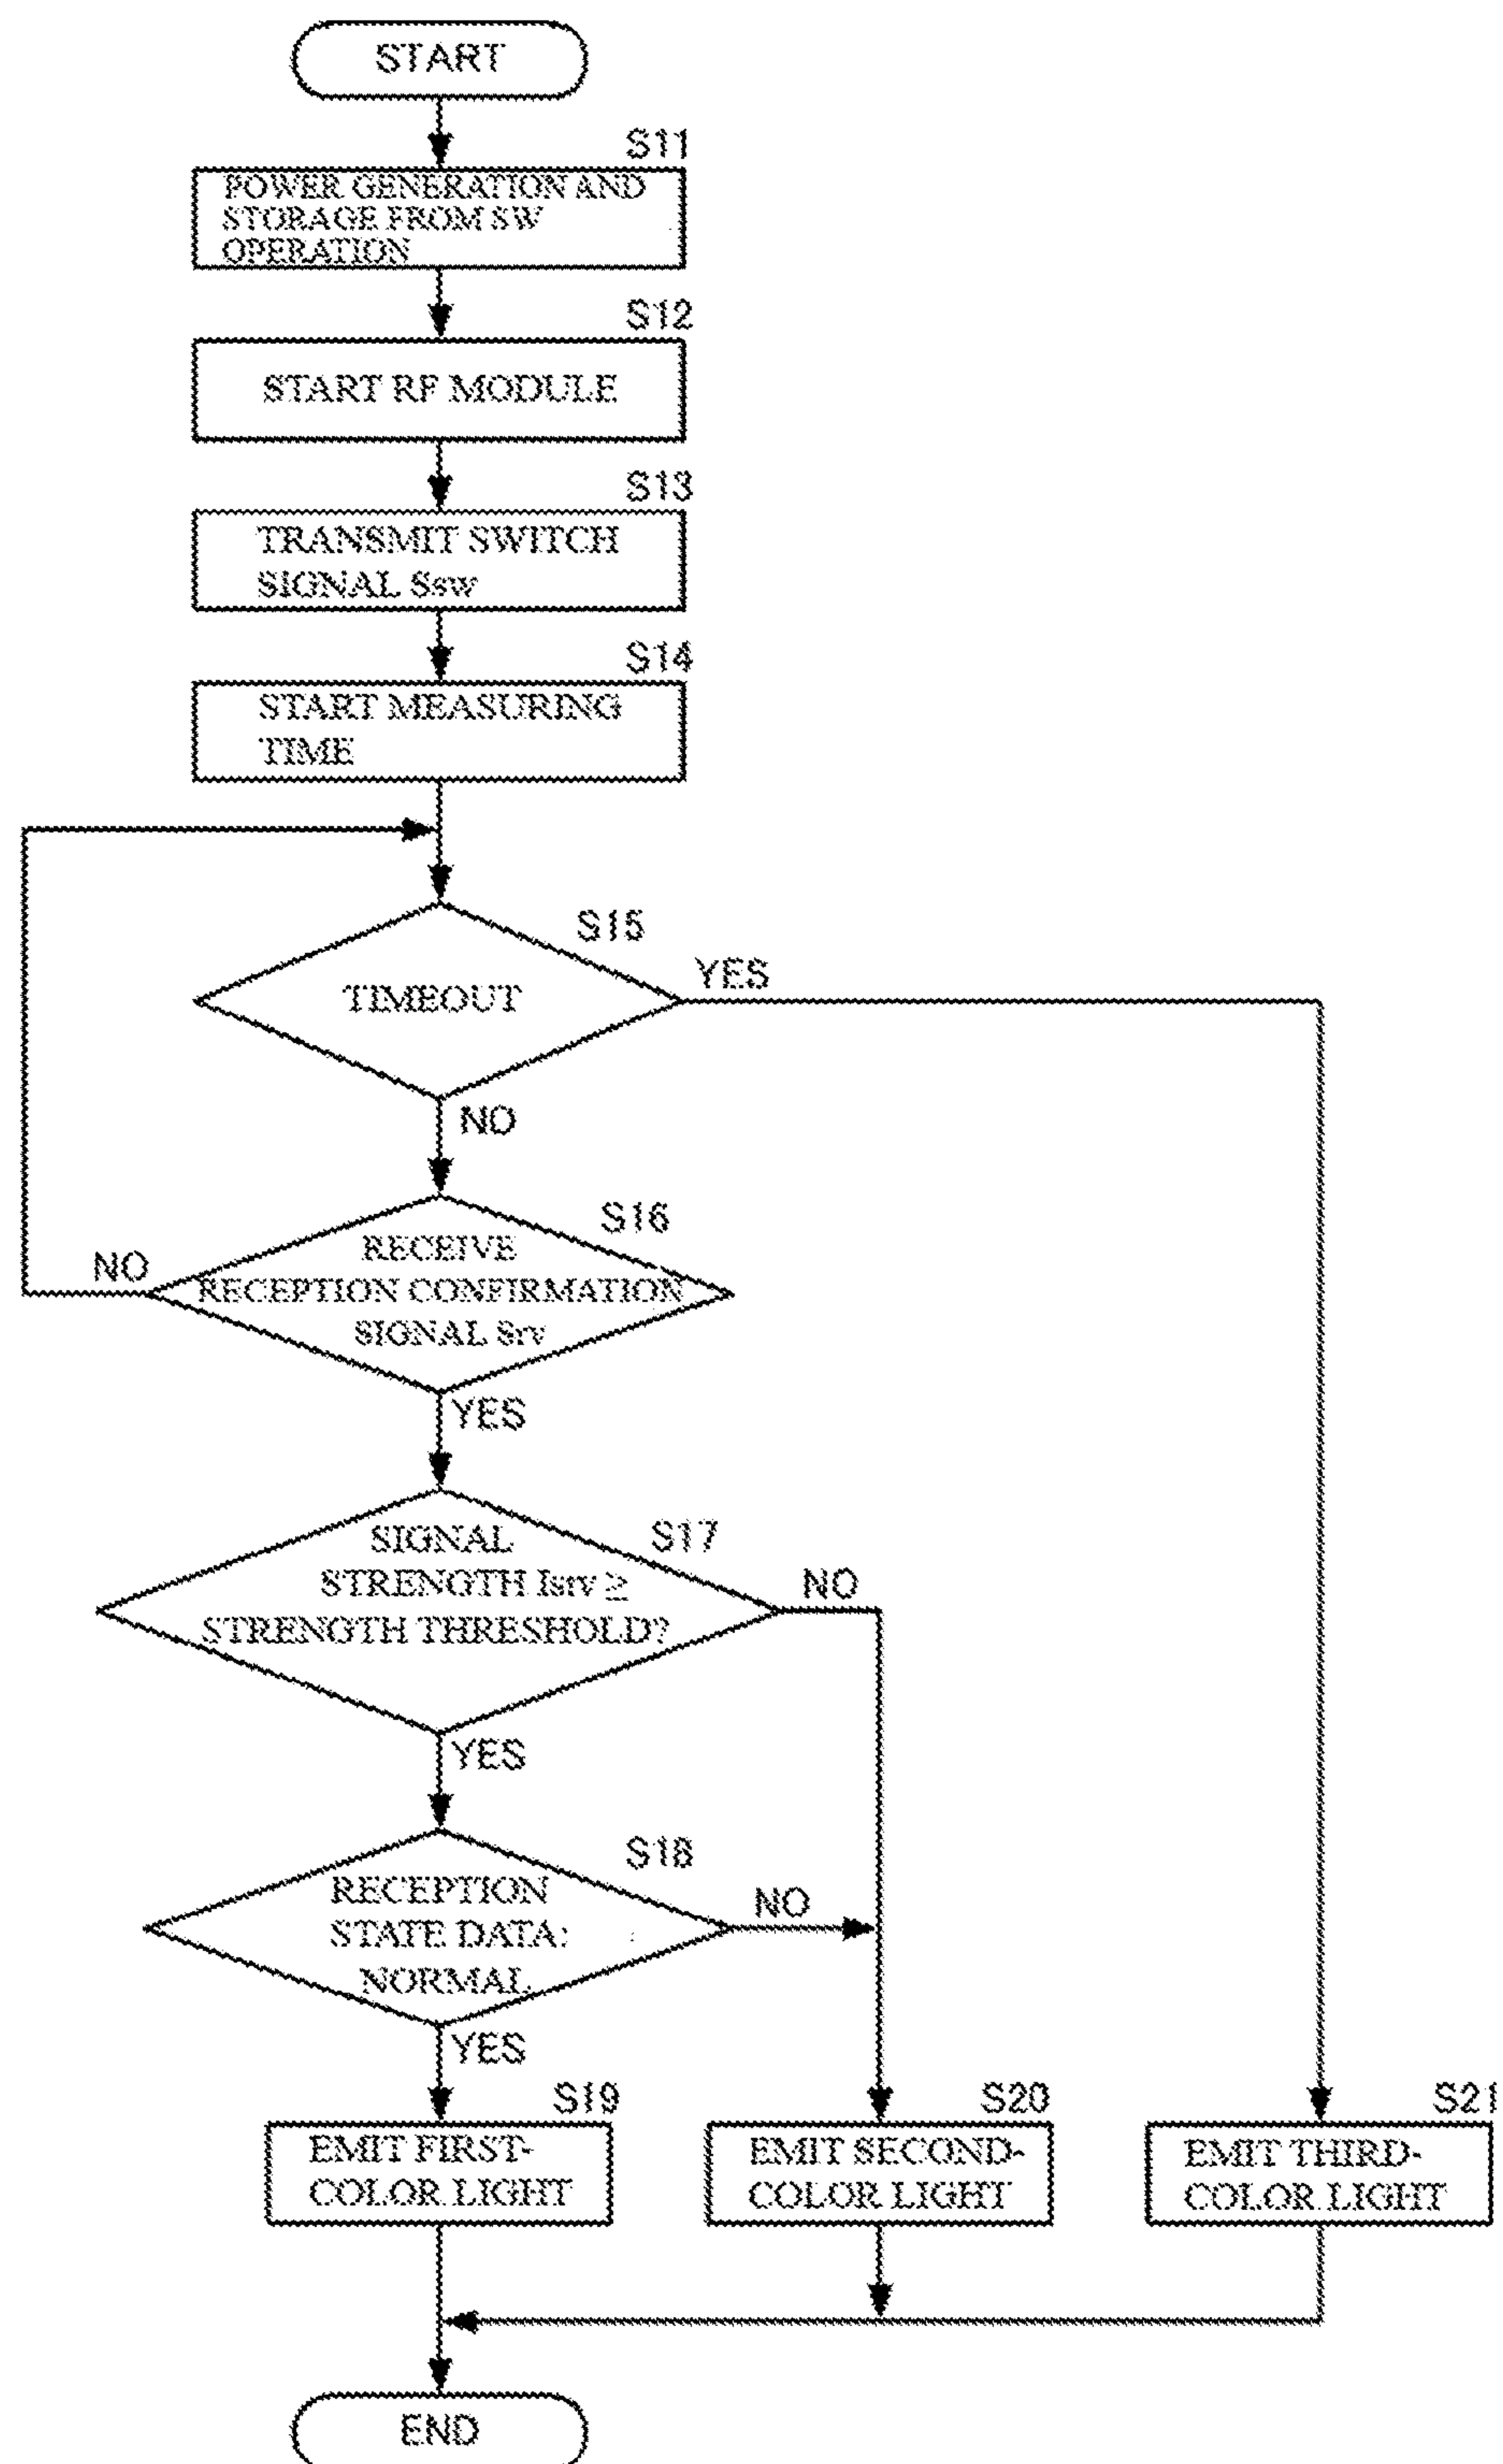 START
S11
POWER GENERATION AND
STORAGE FROM SW
OPERATION
S12
START RF MODULE
S13
TRANSMIT SWITCH
SIGNAL Ssw
S14
START MEASURING
TIME
S15
TIMEOUT
YES
NO
S16
RECEIVE
RECEPTION CONFIRMATION
SIGNAL Srv
NO
YES
S17
SIGNAL
STRENGTH Isrv ≥
STRENGTH THRESHOLD?
NO
YES
S18
RECEPTION
STATE DATA:
NORMAL
NO
YES
S19
EMIT FIRST-
COLOR LIGHT
S20
EMIT SECOND-
COLOR LIGHT
S21
EMIT THIRD-
COLOR LIGHT
END